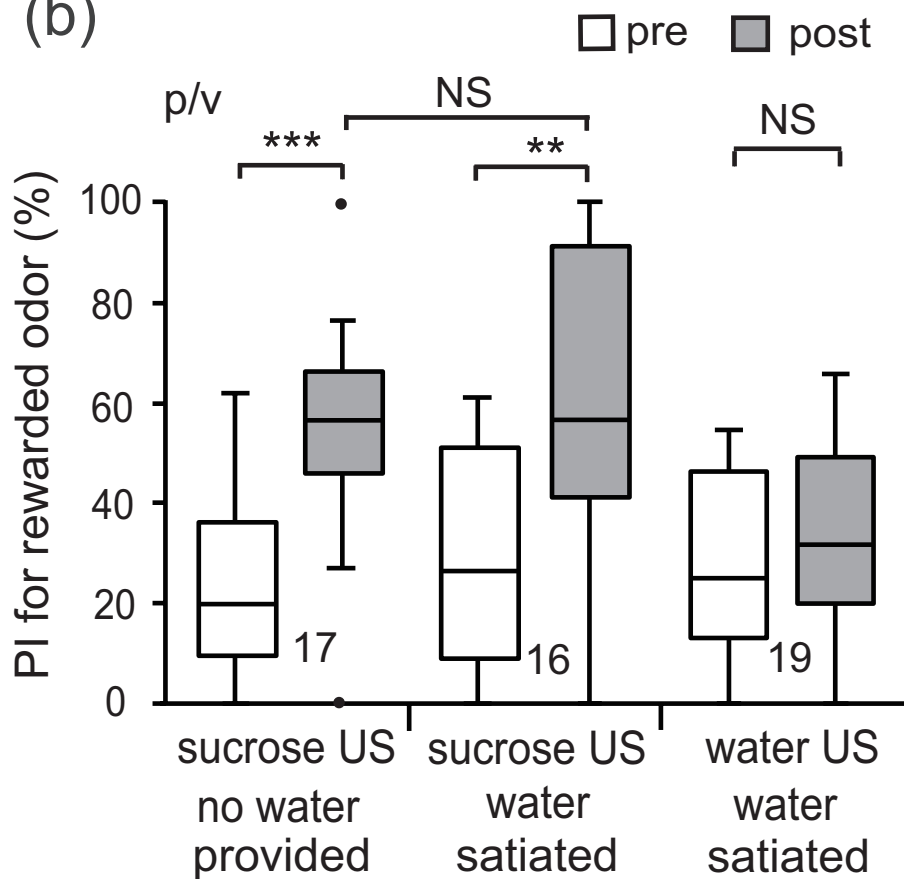 (b)
pre post
p/v
NS
NS
***
**
PI for rewarded odor (%)
100
80
60
40
20
0
17
16
19
sucrose US
no water
provided
sucrose US
water
satiated
water US
water
satiated